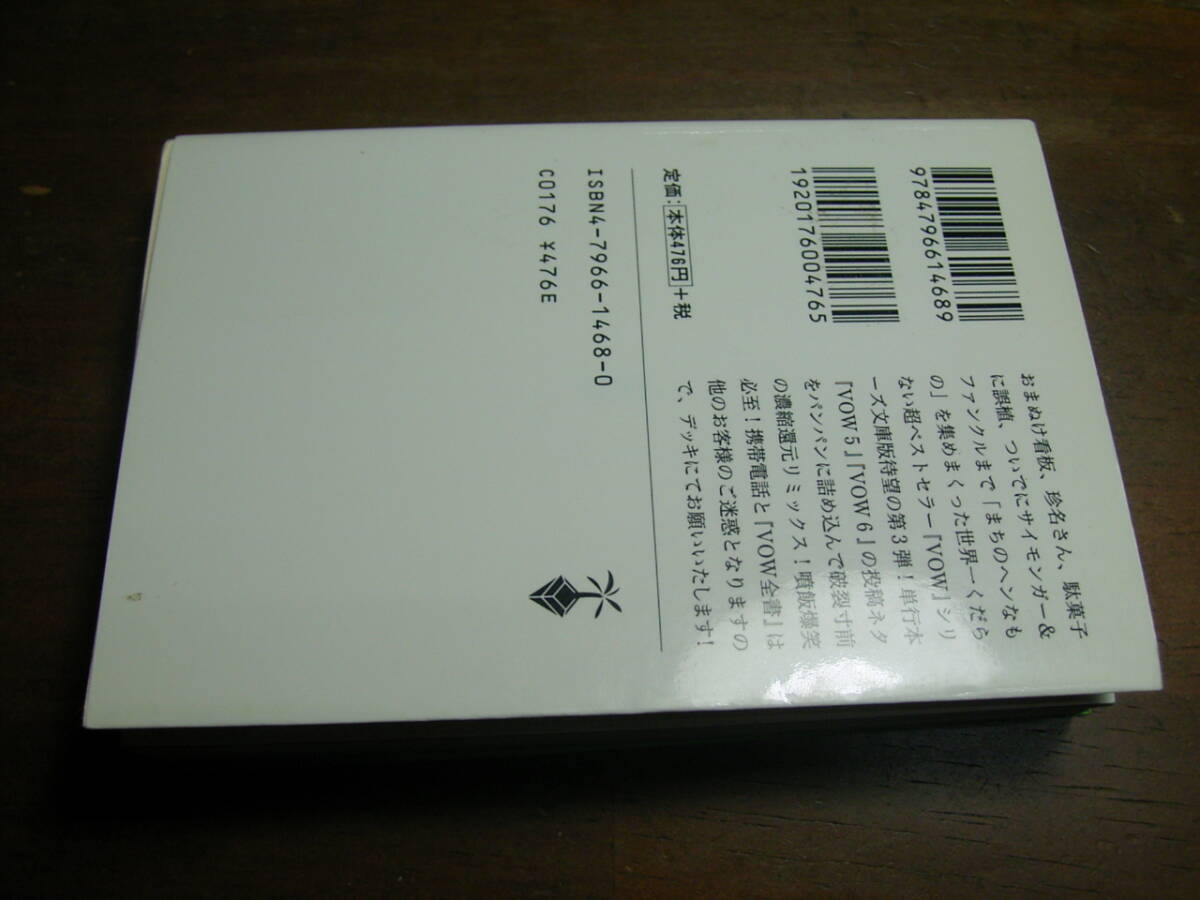 9784796614689
1920176004765
定価：本体476円＋税
ISBN4-7966-1468-0
C0176 ¥476E
おまぬけ看板、珍名さん、駄菓子
に誤植、ついでにサイモンガー&
ファンクルまで「まちのヘンなも
の」を集めまくった世界一くだら
ない超ベストセラー『VOW』シリ
ーズ文庫版待望の第3弾！単行本
『VOW5』『VOW6』の投稿ネタ
をパンパンに詰め込んで破裂寸前
の濃縮還元リミックス！噴飯爆笑
必至！携帯電話と『VOW全書』は
他のお客様のご迷惑となりますの
で、デッキにてお願いいたします！